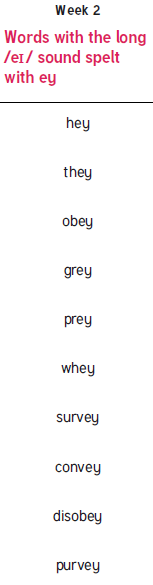 Week 2
Words with the long
/eɪ/ sound spelt
with ey
hey
they
obey
grey
prey
whey
survey
convey
disobey
purvey